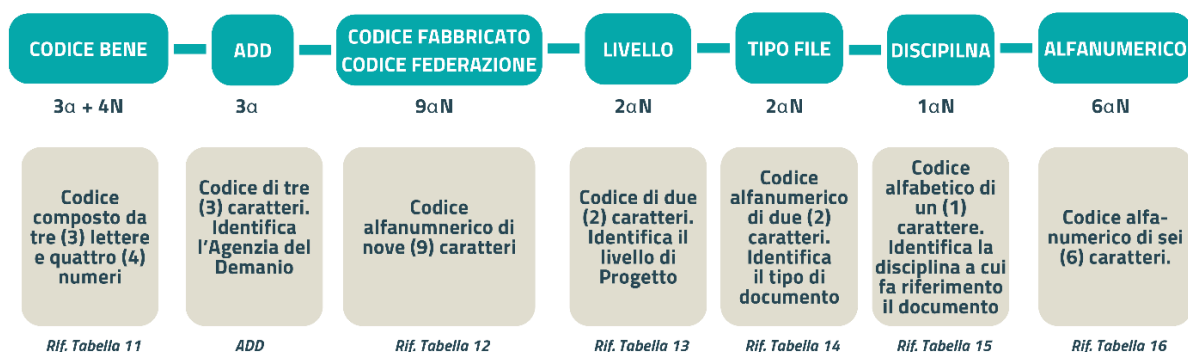 CODICE BENE
ADD
CODICE FABBRICATO
CODICE FEDERAZIONE
LIVELLO
TIPO FILE
DISCIPILNA
ALFANUMERICO
3α + 4N
3α
9αN
2αN
2αN
1αN
6αN
Codice
composto da
tre (3) lettere
e quattro (4)
numeri
Codice di tre
(3) caratteri.
Identifica
l'Agenzia del
Demanio
Codice
alfanumnerico di
nove (9) caratteri
Codice di due
(2) caratteri.
Identifica il
livello di
Progetto
Codice
alfanumerico
di due (2)
caratteri.
Identifica
il tipo di
documento
Codice
alfabetico di
un (1)
carattere.
Identifica la
disciplina a cui
fa riferimento
il documento
Codice alfa-
numerico di sei
(6) caratteri.
Rif. Tabella 11
ADD
Rif. Tabella 12
Rif. Tabella 13
Rif. Tabella 14
Rif. Tabella 15
Rif. Tabella 16